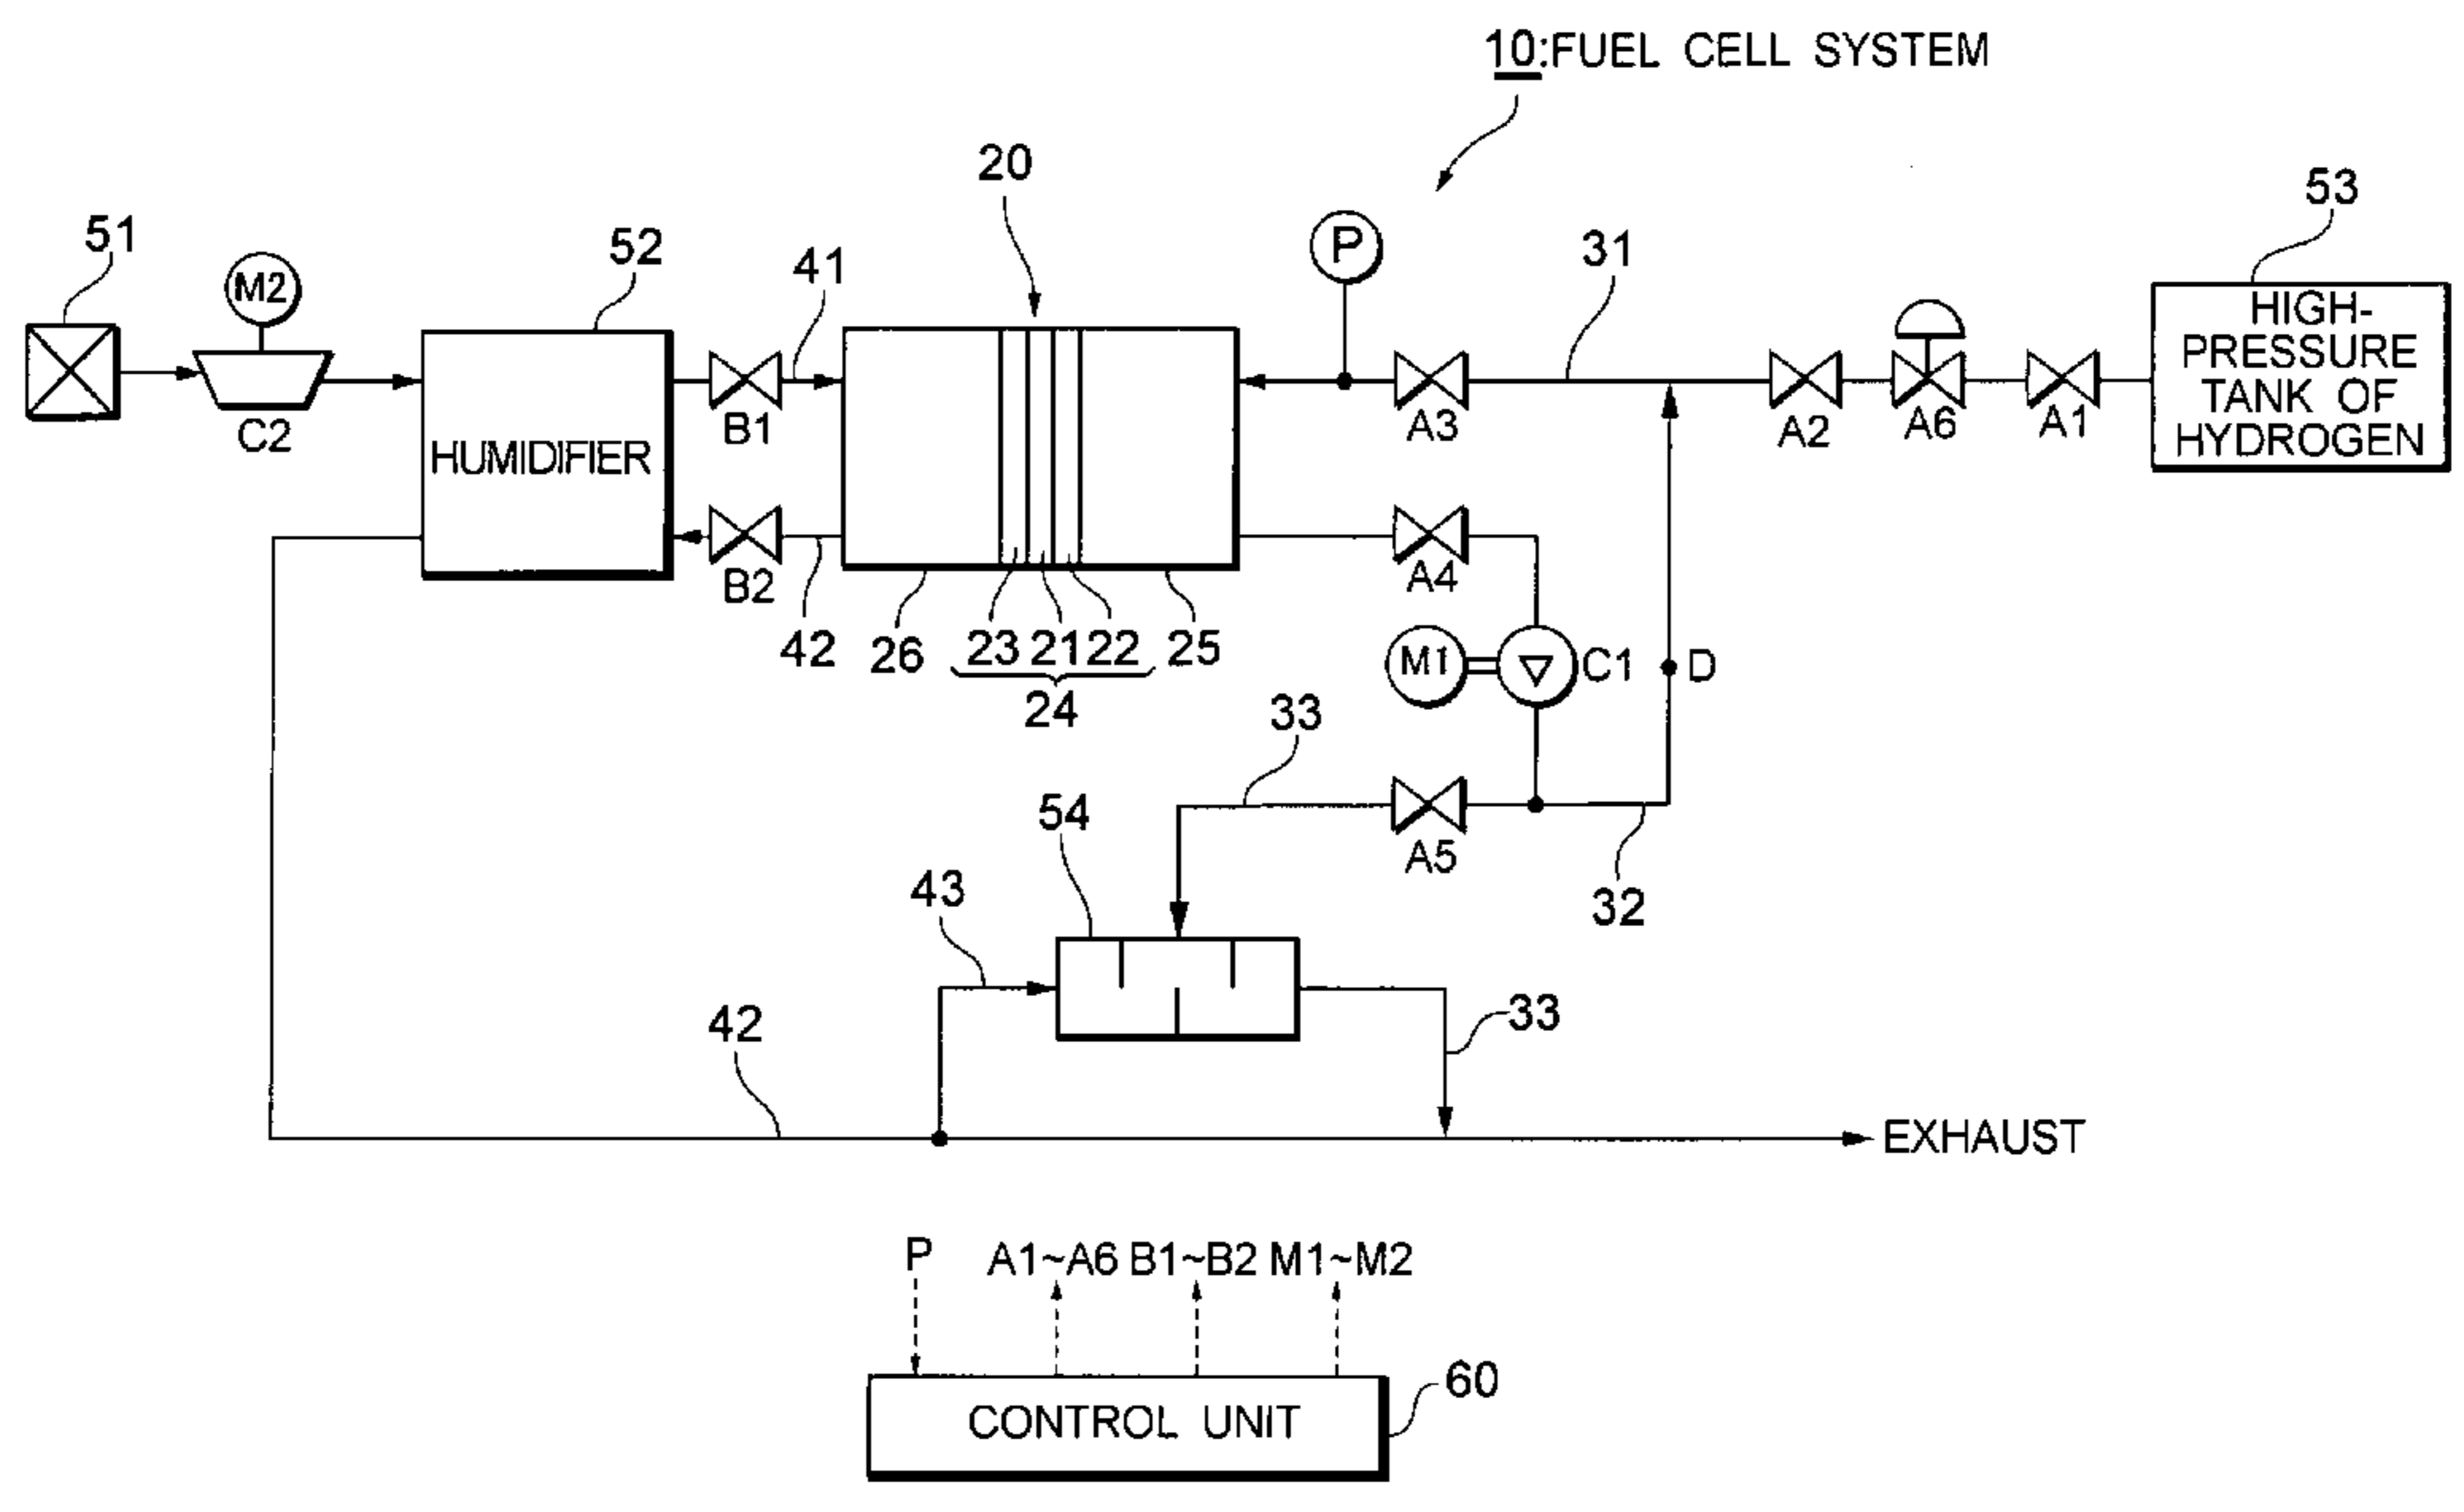 10:FUEL CELL SYSTEM
20
53
51
M2
52
41
P
31
HIGH-
PRESSURE
TANK OF
HYDROGEN
C2
HUMIDIFIER
B1
A3
A2
A6
A1
B2
42
26
23
21
22
25
24
A4
M1
C1
D
33
54
A5
32
43
42
33
EXHAUST
P
A1~A6
B1~B2
M1~M2
CONTROL UNIT
60